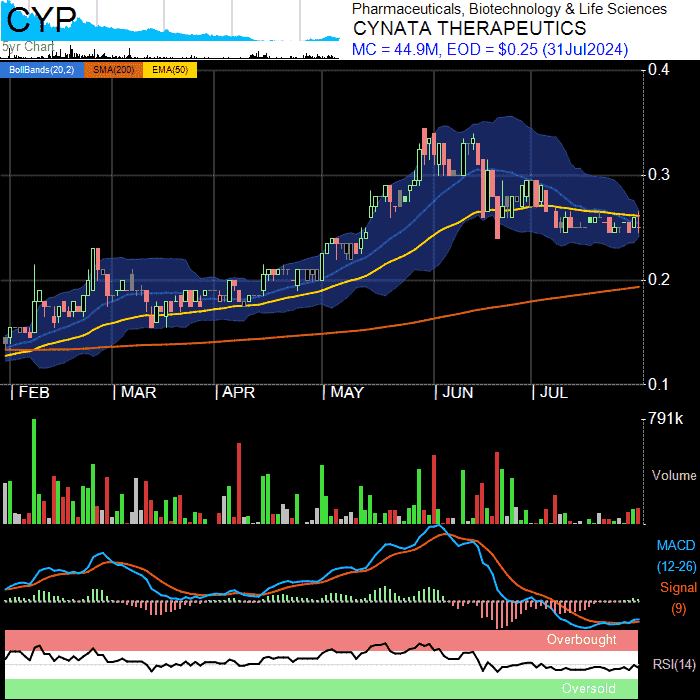 CYP
5yr Chart
Pharmaceuticals, Biotechnology & Life Sciences
CYNATA THERAPEUTICS
MC = 44.9M, EOD = $0.25 (31Jul2024)
BollBands(20,2) SMA(200) EMA(50)
0.4
0.3
0.2
0.1
FEB MAR APR MAY JUN JUL
791k
Volume
MACD
(12-26)
Signal
(9)
Overbought
RSI(14)
Oversold